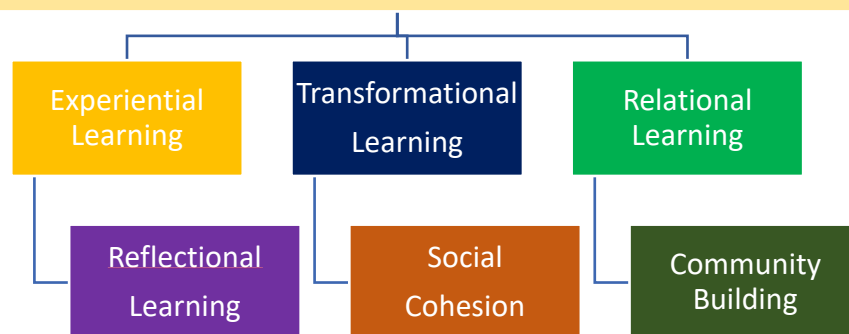 Experiential
Learning
Transformational
Learning
Relational
Learning
Reflectional
Learning
Social
Cohesion
Community
Building